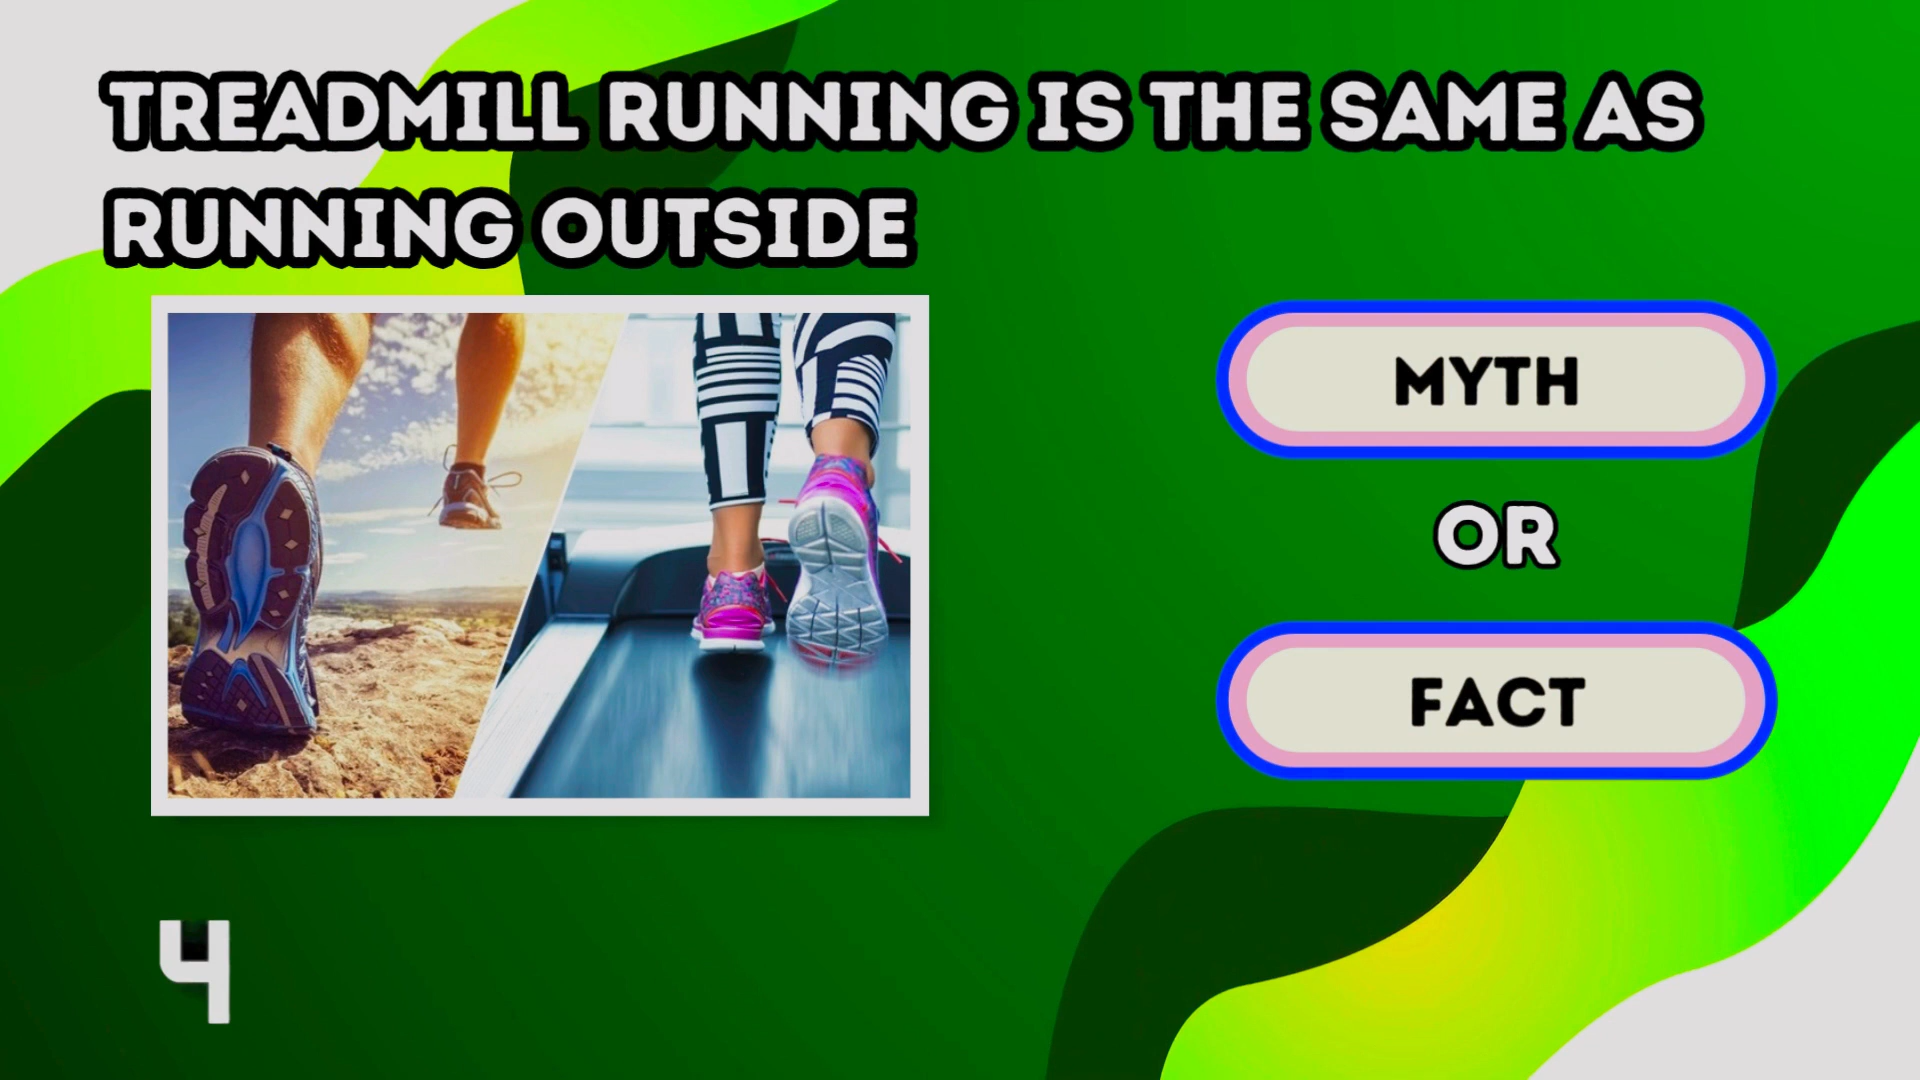 TREADMILL RUNNING IS THE SAME AS
RUNNING OUTSIDE
MYTH
OR
FACT
4